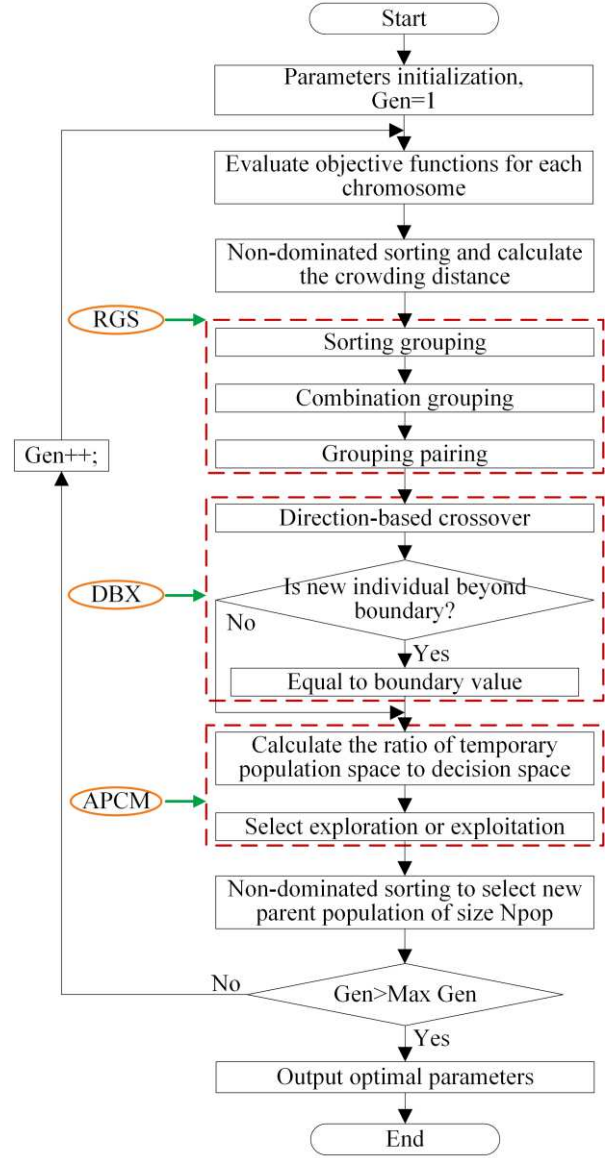 Start
Parameters initialization,
Gen=1
Evaluate objective functions for each
chromosome
Non-dominated sorting and calculate
the crowding distance
RGS
Sorting grouping
Combination grouping
Gen++;
Grouping pairing
Direction-based crossover
DBX
Is new individual beyond
boundary?
No
Yes
Equal to boundary value
Calculate the ratio of temporary
population space to decision space
APCM
Select exploration or exploitation
Non-dominated sorting to select new
parent population of size Npop
No
Gen>Max Gen
Yes
Output optimal parameters
End